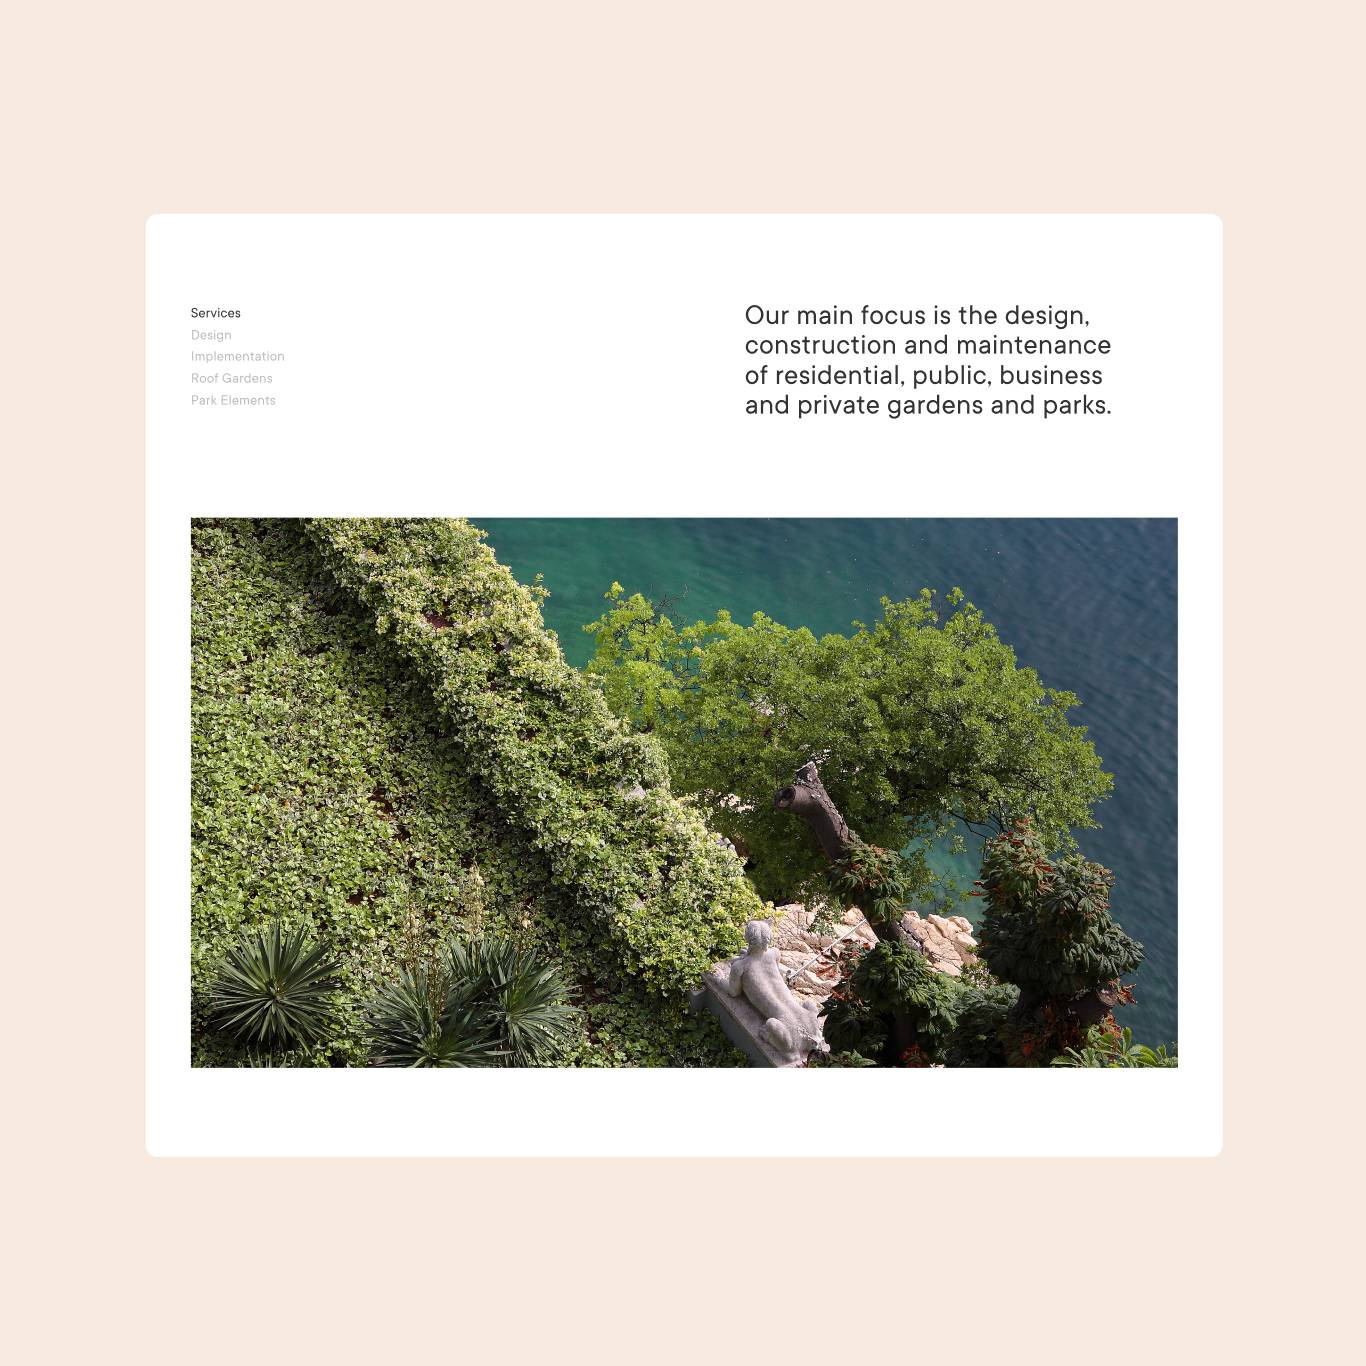 Services
Design
Implementation
Roof Gardens
Park Elements
Our main focus is the design,
construction and maintenance
of residential, public, business
and private gardens and parks.